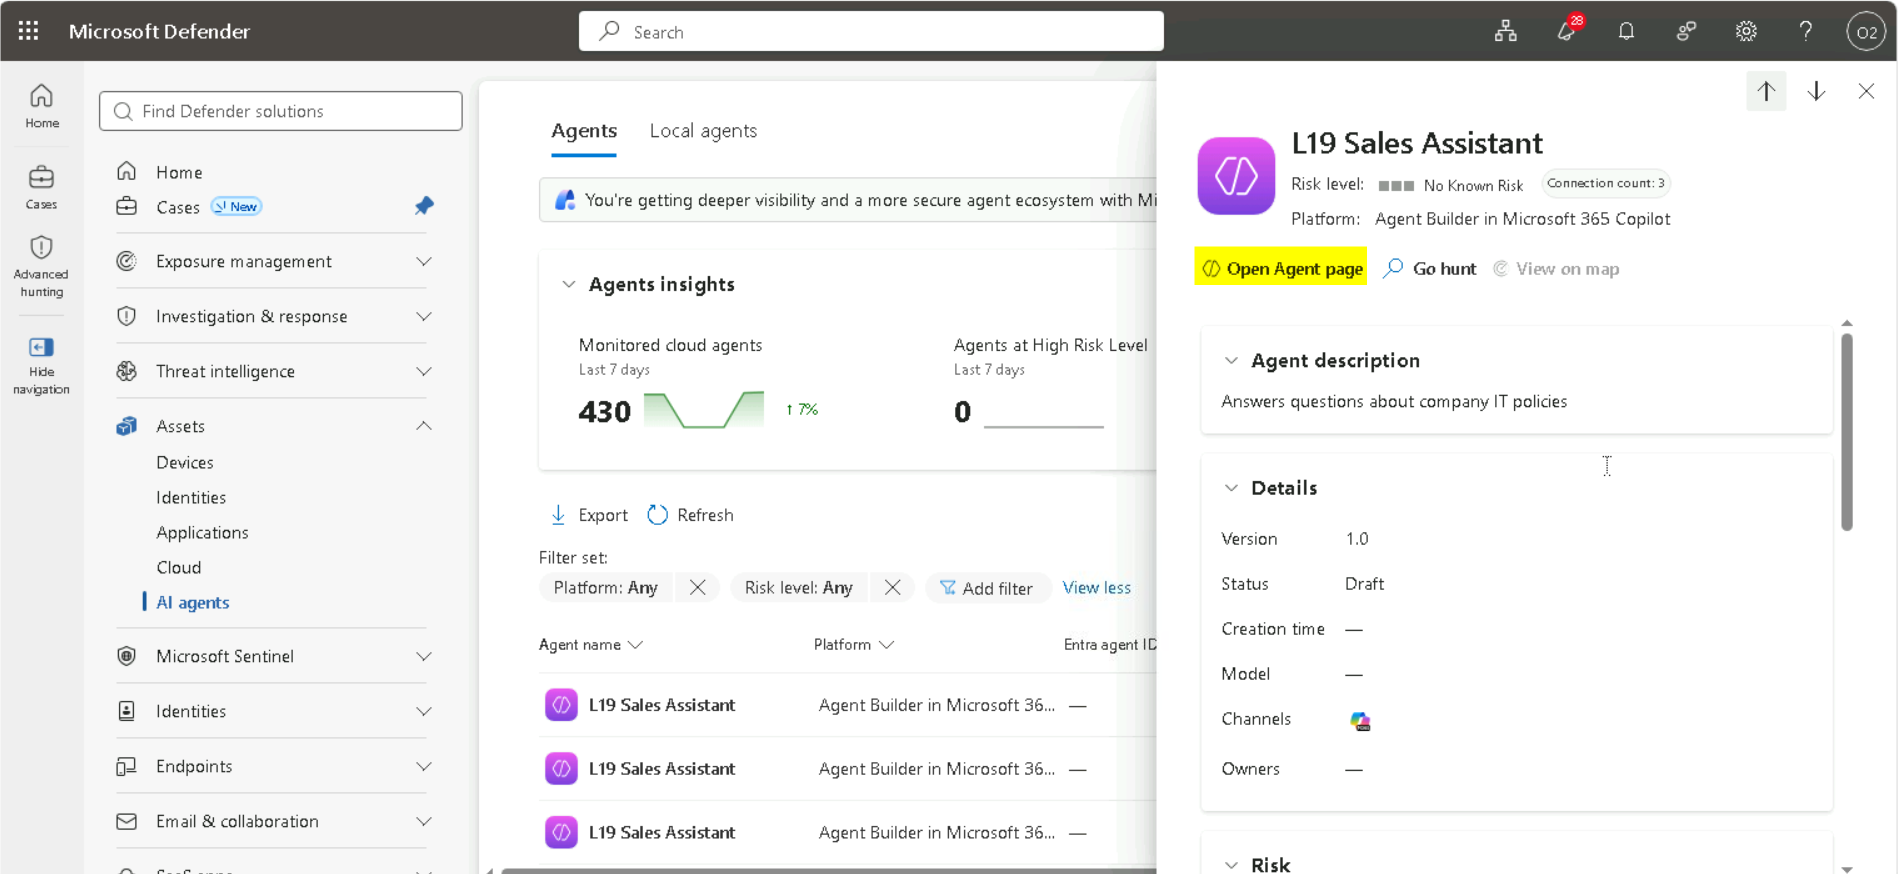 Microsoft Defender
Search
28
O2
Home
Cases
Advanced
hunting
Hide
navigation
Find Defender solutions
Home
Cases New
Exposure management
Investigation & response
Threat intelligence
Assets
Devices
Identities
Applications
Cloud
AI agents
Microsoft Sentinel
Identities
Endpoints
Email & collaboration
Agents Local agents
You're getting deeper visibility and a more secure agent ecosystem with Mi
Agents insights
Monitored cloud agents
Last 7 days
430 ↑ 7%
Agents at High Risk Level
Last 7 days
0
Export Refresh
Filter set:
Platform: Any Risk level: Any Add filter View less
Agent name Platform Entra agent ID
L19 Sales Assistant Agent Builder in Microsoft 36... —
L19 Sales Assistant Agent Builder in Microsoft 36... —
L19 Sales Assistant Agent Builder in Microsoft 36... —
L19 Sales Assistant
Risk level: No Known Risk Connection count: 3
Platform: Agent Builder in Microsoft 365 Copilot
Open Agent page Go hunt View on map
Agent description
Answers questions about company IT policies
Details
Version 1.0
Status Draft
Creation time —
Model —
Channels
Owners —
Risk